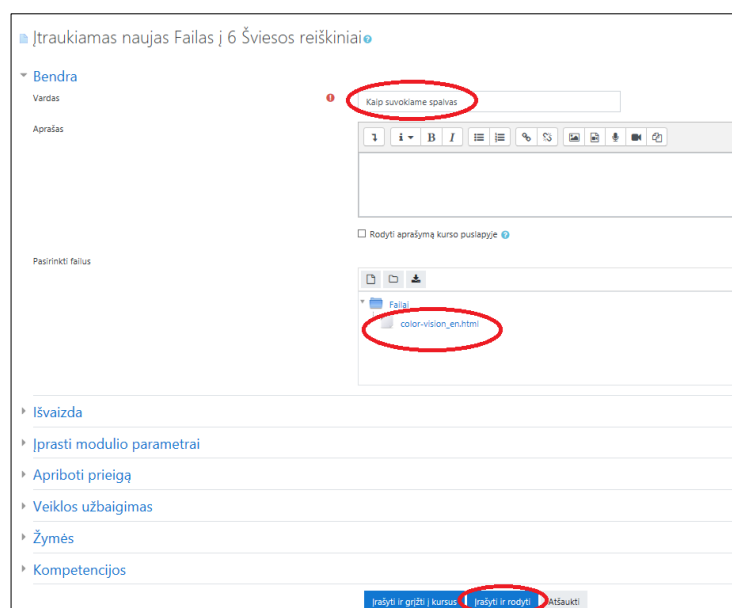 Įtraukiamas naujas Failas į 6 Šviesos reiškiniai
Bendra
Vardas
Kaip suvokiame spalvas
Aprašas
Rodyti aprašymą kurso puslapyje
Pasirinkti failus
Failai
color-vision_en.html
Išvaizda
Įprasti modulio parametrai
Apriboti prieigą
Veiklos užbaigimas
Žymės
Kompetencijos
Įrašyti ir grįžti į kursus Įrašyti ir rodyti Atšaukti